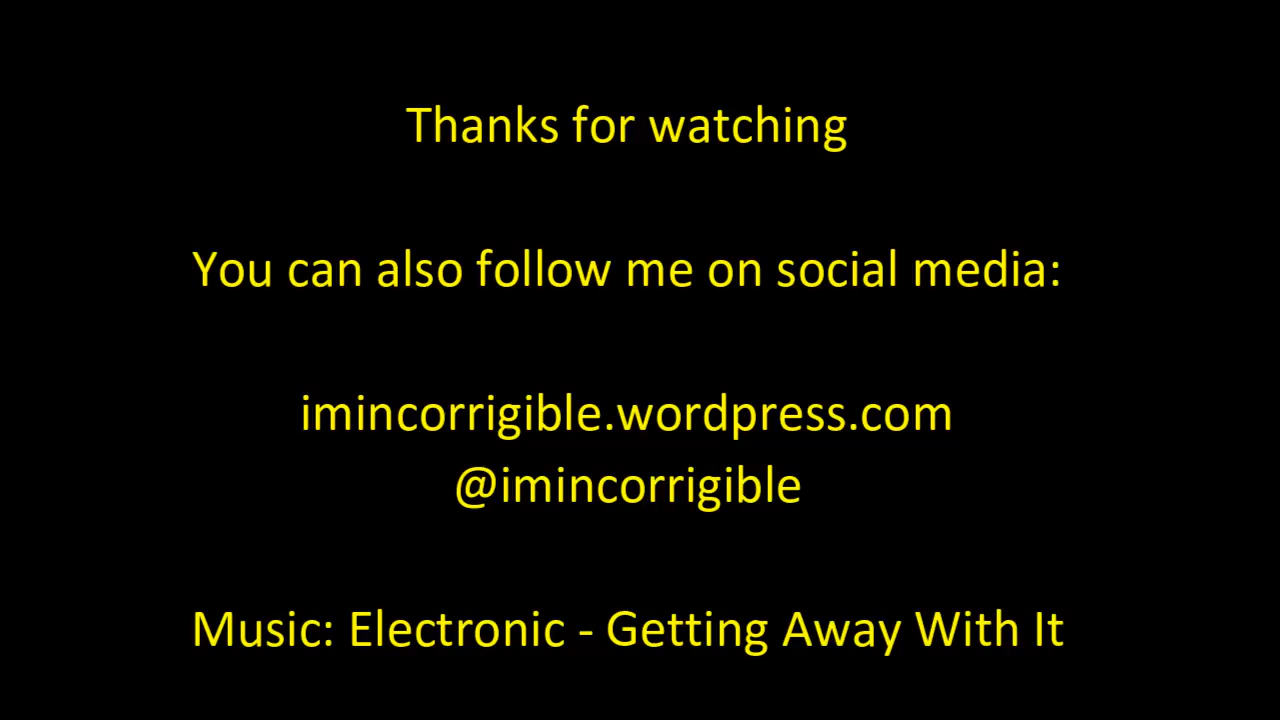 Thanks for watching
You can also follow me on social media:
imincorrigible.wordpress.com
@imincorrigible
Music: Electronic - Getting Away With It